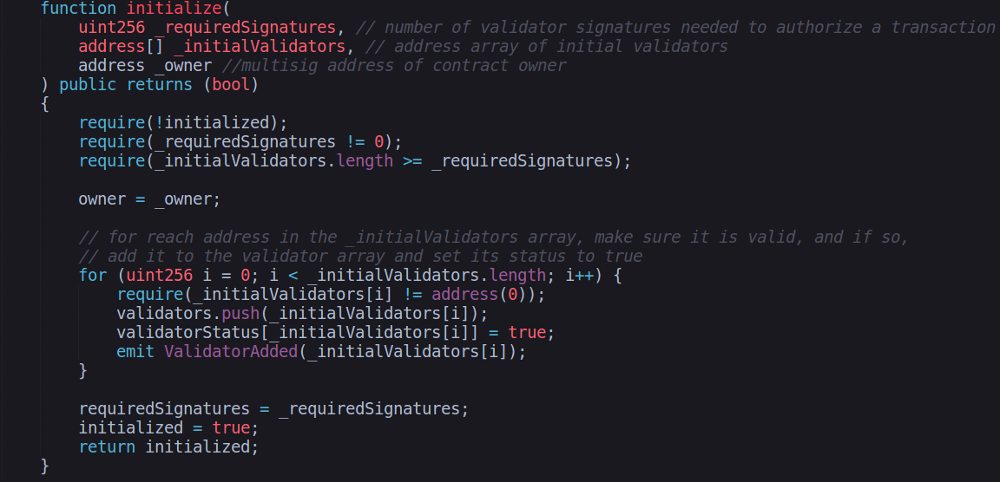 function initialize(
uint256 _requiredSignatures, // number of validator signatures needed to authorize a transaction
address[] _initialValidators, // address array of initial validators
address _owner //multisig address of contract owner
) public returns (bool)
{
require(!initialized);
require(_requiredSignatures != 0);
require(_initialValidators.length >= _requiredSignatures);
owner = _owner;
// for reach address in the _initialValidators array, make sure it is valid, and if so,
// add it to the validator array and set its status to true
for (uint256 i = 0; i < _initialValidators.length; i++) {
require(_initialValidators[i] != address(0));
validators.push(_initialValidators[i]);
validatorStatus[_initialValidators[i]] = true;
emit ValidatorAdded(_initialValidators[i]);
}
requiredSignatures = _requiredSignatures;
initialized = true;
return initialized;
}